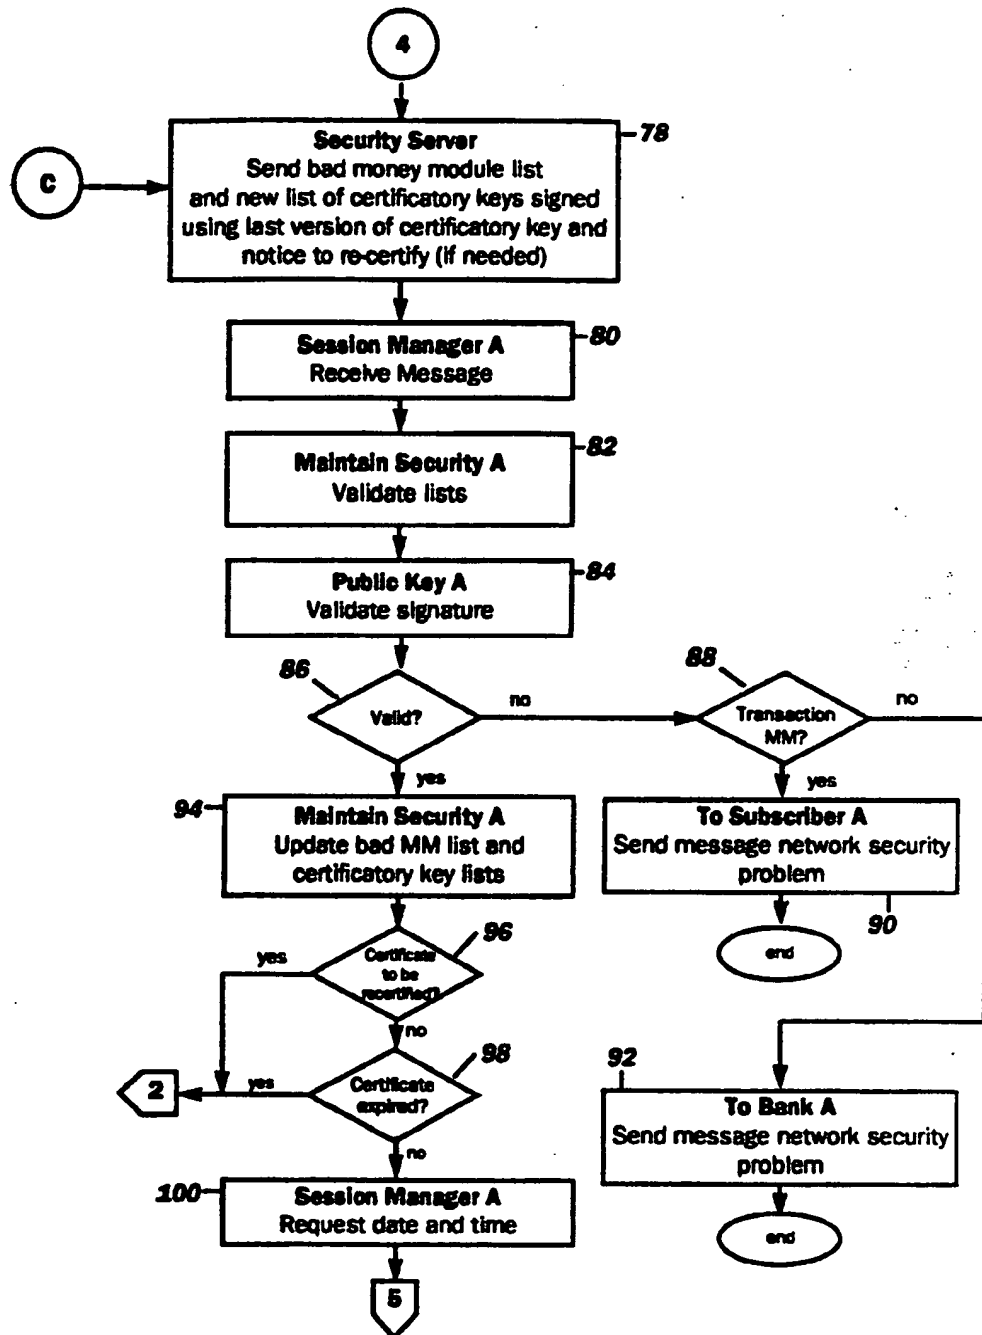 4
C
Security Server
78
Send bad money module list
and new list of certificatory keys signed
using last version of certificatory key and
notice to re-certify (if needed)
Session Manager A
80
Receive Message
Maintain Security A
82
Validate lists
Public Key A
84
Validate signature
86
Valid?
no
88
Transaction
MM?
no
yes
yes
94
Maintain Security A
Update bad MM list and
certificatory key lists
To Subscriber A
Send message network security
problem
90
end
96
Certificate
to be
recertified?
yes
no
98
Certificate
expired?
yes
2
no
92
To Bank A
Send message network security
problem
end
100
Session Manager A
Request date and time
5